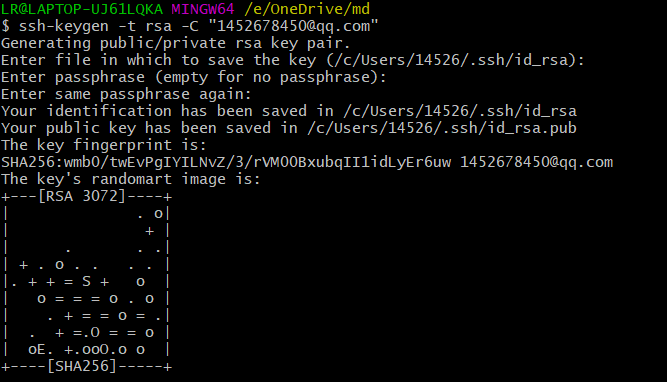 LR@LAPTOP-UJ61LQKA MINGW64 /e/OneDrive/md
$ ssh-keygen -t rsa -C "1452678450@qq.com"
Generating public/private rsa key pair.
Enter file in which to save the key (/c/Users/14526/.ssh/id_rsa):
Enter passphrase (empty for no passphrase):
Enter same passphrase again:
Your identification has been saved in /c/Users/14526/.ssh/id_rsa
Your public key has been saved in /c/Users/14526/.ssh/id_rsa.pub
The key fingerprint is:
SHA256:wmb0/twEvPgIYILNvZ/3/rVM00BxubqII1idLyEr6uw 1452678450@qq.com
The key's randomart image is:
+---[RSA 3072]----+
|              . o|
|               + |
|      .       . .|
| + . o . .   . . |
|. + + = S +   o  |
|   o = = = o . o |
|    . + = = o = .|
|  .  + =.O = = o |
|  oE. +.ooO.o o  |
+----[SHA256]-----+